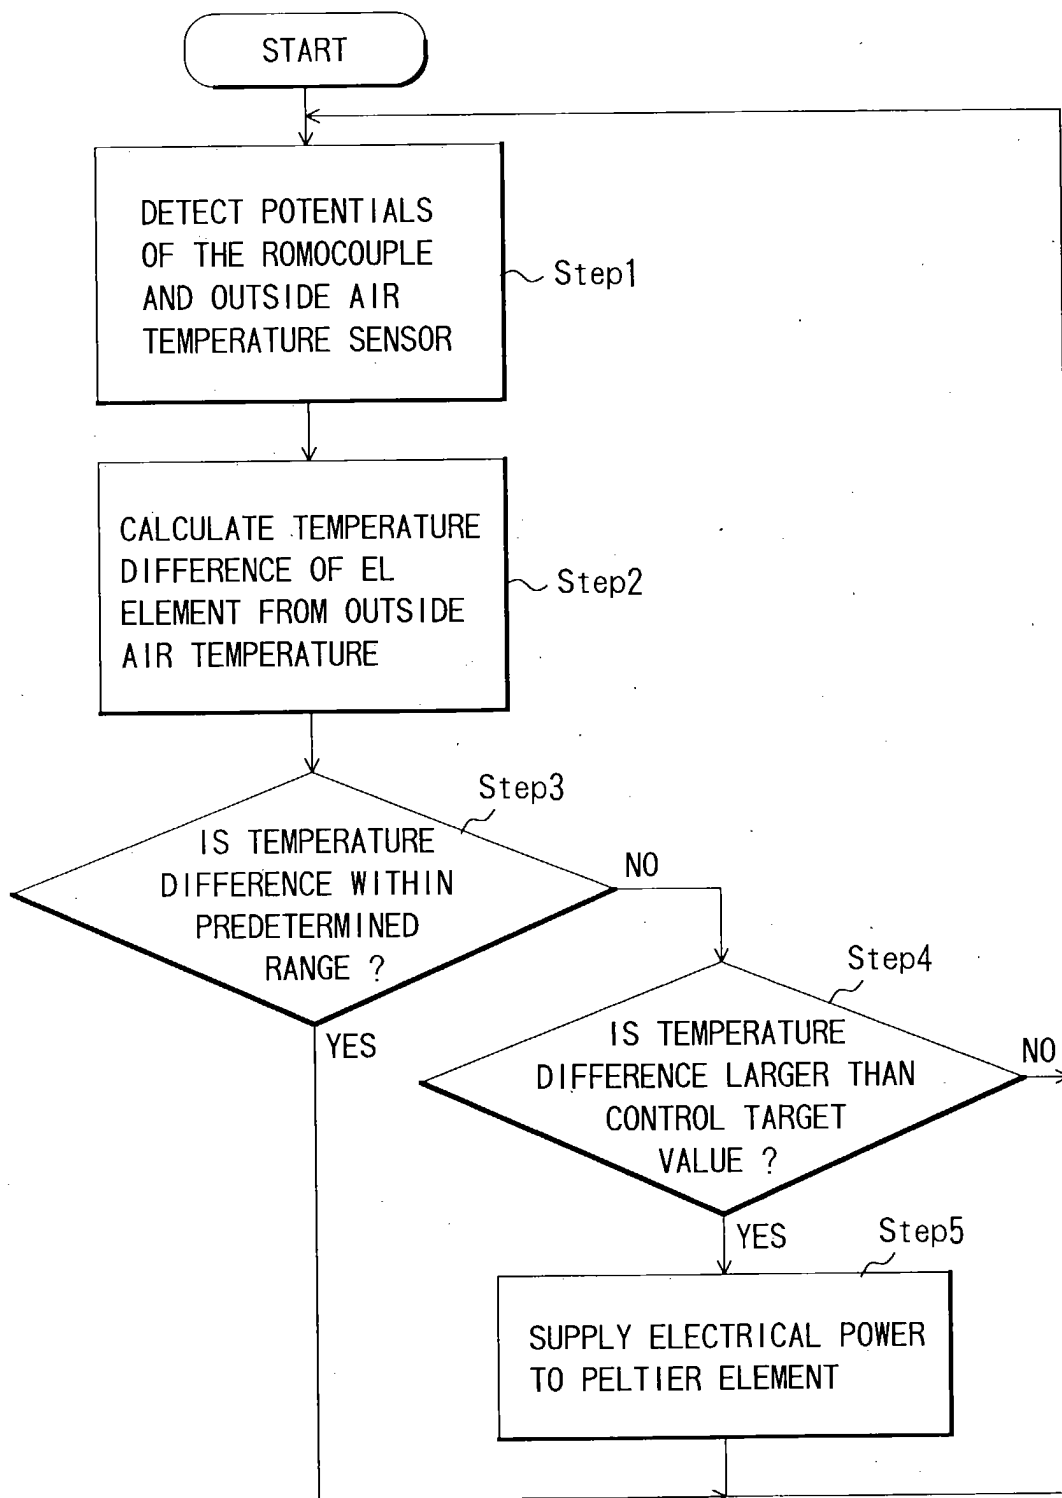 START
DETECT POTENTIALS
OF THE ROMOCOUPLE
AND OUTSIDE AIR
TEMPERATURE SENSOR
Step1
CALCULATE TEMPERATURE
DIFFERENCE OF EL
ELEMENT FROM OUTSIDE
AIR TEMPERATURE
Step2
Step3
IS TEMPERATURE
DIFFERENCE WITHIN
PREDETERMINED
RANGE ?
NO
YES
Step4
IS TEMPERATURE
DIFFERENCE LARGER THAN
CONTROL TARGET
VALUE ?
NO
YES
Step5
SUPPLY ELECTRICAL POWER
TO PELTIER ELEMENT